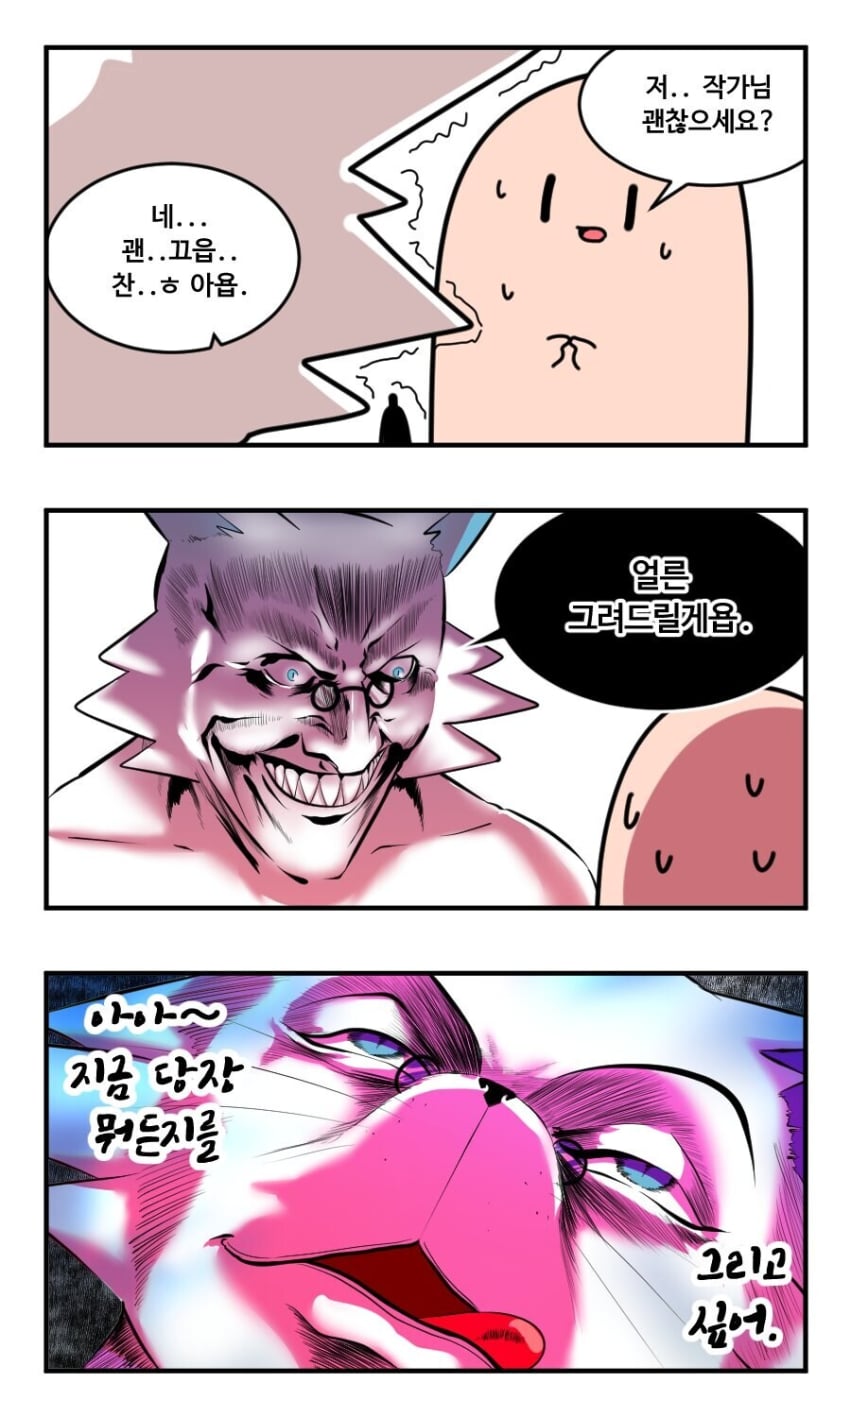 저.. 작가님
괜찮으세요?
네...
괜..끄읍..
찬..ㅎ 아욥.
얼른
그려드릴게욥.
아아~
지금 당장
뭐든지를
그리고
싶어.